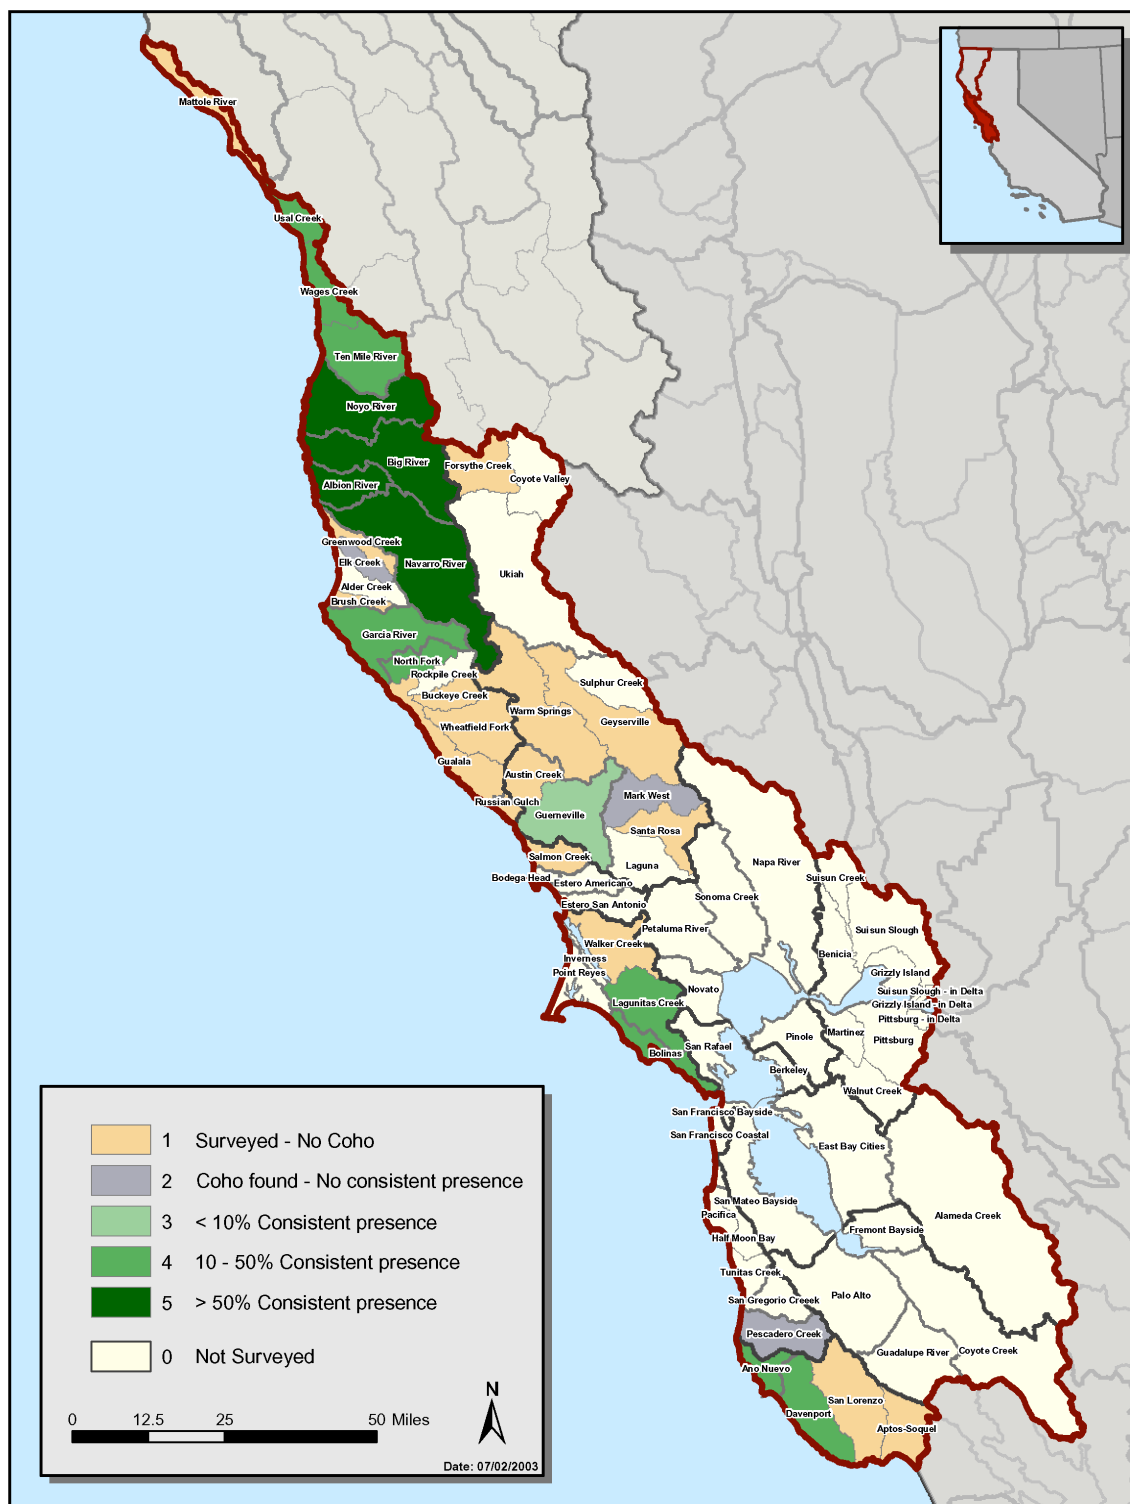 Mattole River
Usal Creek
Wages Creek
Ten Mile River
Noyo River
Big River
Forsythe Creek
Coyote Valley
Albion River
Greenwood Creek
Elk Creek
Navarro River
Ukiah
Alder Creek
Brush Creek
Garcia River
North Fork
Rockpile Creek
Sulphur Creek
Buckeye Creek
Warm Springs
Geyserville
Wheatfield Fork
Gualala
Austin Creek
Russian Gulch
Mark West
Guerneville
Santa Rosa
Salmon Creek
Laguna
Napa River
Bodega Head
Estero Americano
Suisun Creek
Sonoma Creek
Estero San Antonio
Petaluma River
Suisun Slough
Walker Creek
Benicia
Inverness
Point Reyes
Grizzly Island
Novato
Suisun Slough - in Delta
Lagunitas Creek
Grizzly Island - in Delta
Pittsburg - in Delta
Pinole
Martinez
Pittsburg
San Rafael
Bolinas
Berkeley
Walnut Creek
San Francisco Bayside
San Francisco Coastal
East Bay Cities
San Mateo Bayside
Pacifica
Alameda Creek
Fremont Bayside
Half Moon Bay
Tunitas Creek
San Gregorio Creeek
Palo Alto
Pescadero Creek
Guadalupe River
Coyote Creek
Ano Nuevo
San Lorenzo
Davenport
Aptos-Soquel
1 Surveyed - No Coho
2 Coho found - No consistent presence
3 < 10% Consistent presence
4 10 - 50% Consistent presence
5 > 50% Consistent presence
0 Not Surveyed
N
0 12.5 25 50 Miles
Date: 07/02/2003